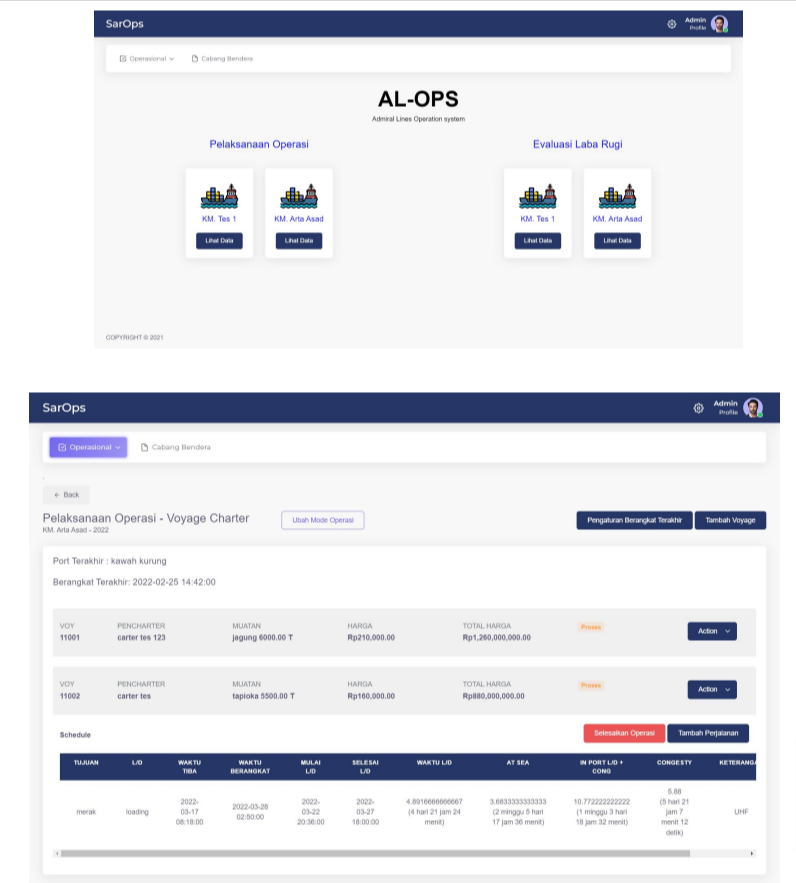 SarOps
Admin
Profile
Operasional
Cabang Bendera
AL-OPS
Admiral Lines Operation system
Pelaksanaan Operasi
Evaluasi Laba Rugi
KM. Tes 1
KM. Arta Asad
KM. Tes 1
KM. Arta Asad
Lihat Data
Lihat Data
Lihat Data
Lihat Data
COPYRIGHT © 2021
SarOps
Admin
Profile
Operasional
Cabang Bendera
← Back
Pelaksanaan Operasi - Voyage Charter
KM. Arta Asad - 2022
Ubah Mode Operasi
Pengaturan Berangkat Terakhir
Tambah Voyage
Port Terakhir : kawah kurung
Berangkat Terakhir: 2022-02-25 14:42:00
VOY PENCHARTER MUATAN HARGA TOTAL HARGA
11001 carter tes 123 jagung 6000.00 T Rp210,000.00 Rp1,260,000,000.00
Proses
Action
VOY PENCHARTER MUATAN HARGA TOTAL HARGA
11002 carter tes tapioka 5500.00 T Rp160,000.00 Rp880,000,000.00
Proses
Action
Schedule
Selesaikan Operasi
Tambah Perjalanan
TUJUAN L/D WAKTU TIBA WAKTU BERANGKAT MULAI L/D SELESAI L/D WAKTU L/D AT SEA IN PORT L/D + CONG CONGESTY KETERANGA
merak
loading
2022-
03-17
08:18:00
2022-03-28
02:50:00
2022-
03-22
20:36:00
2022-
03-27
18:00:00
4.8916666666667
(4 hari 21 jam 24
menit)
3.6833333333333
(2 minggu 5 hari
17 jam 36 menit)
10.772222222222
(1 minggu 3 hari
18 jam 32 menit)
5.88
(5 hari 21
jam 7
menit 12
detik)
UHF